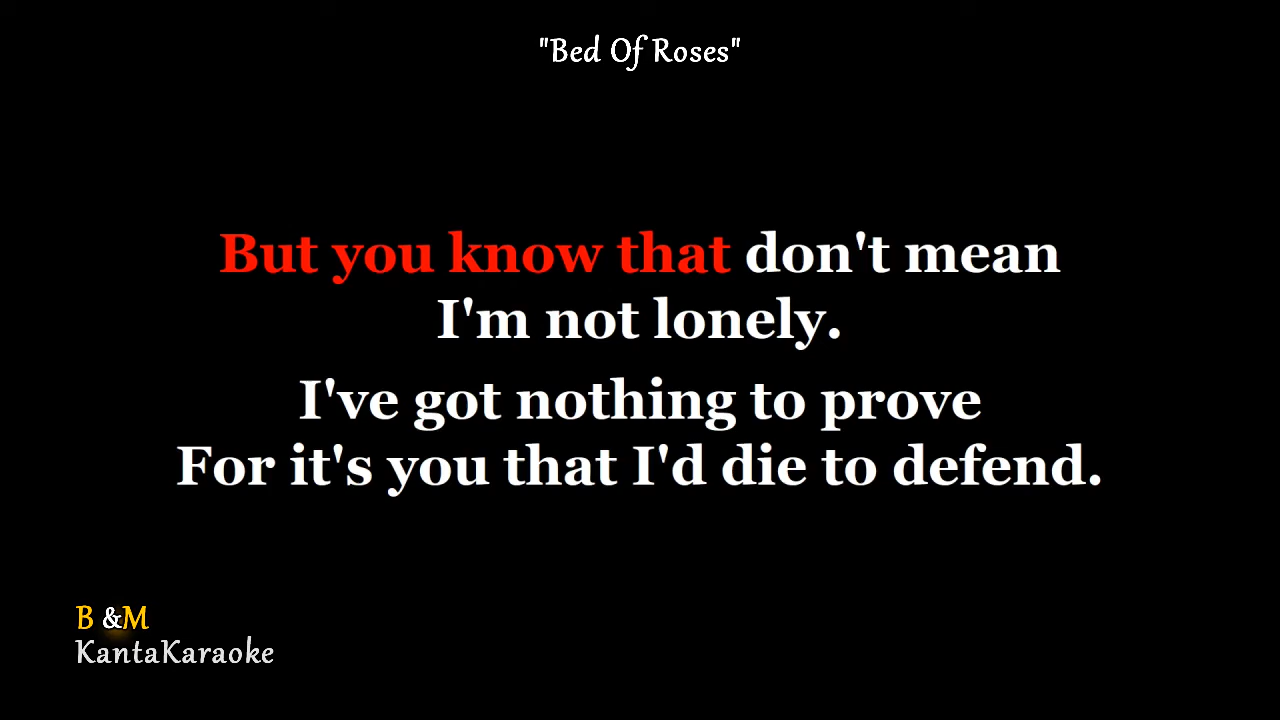 "Bed Of Roses"
But you know that don't mean
I'm not lonely.
I've got nothing to prove
For it's you that I'd die to defend.
B &M
KantaKaraoke